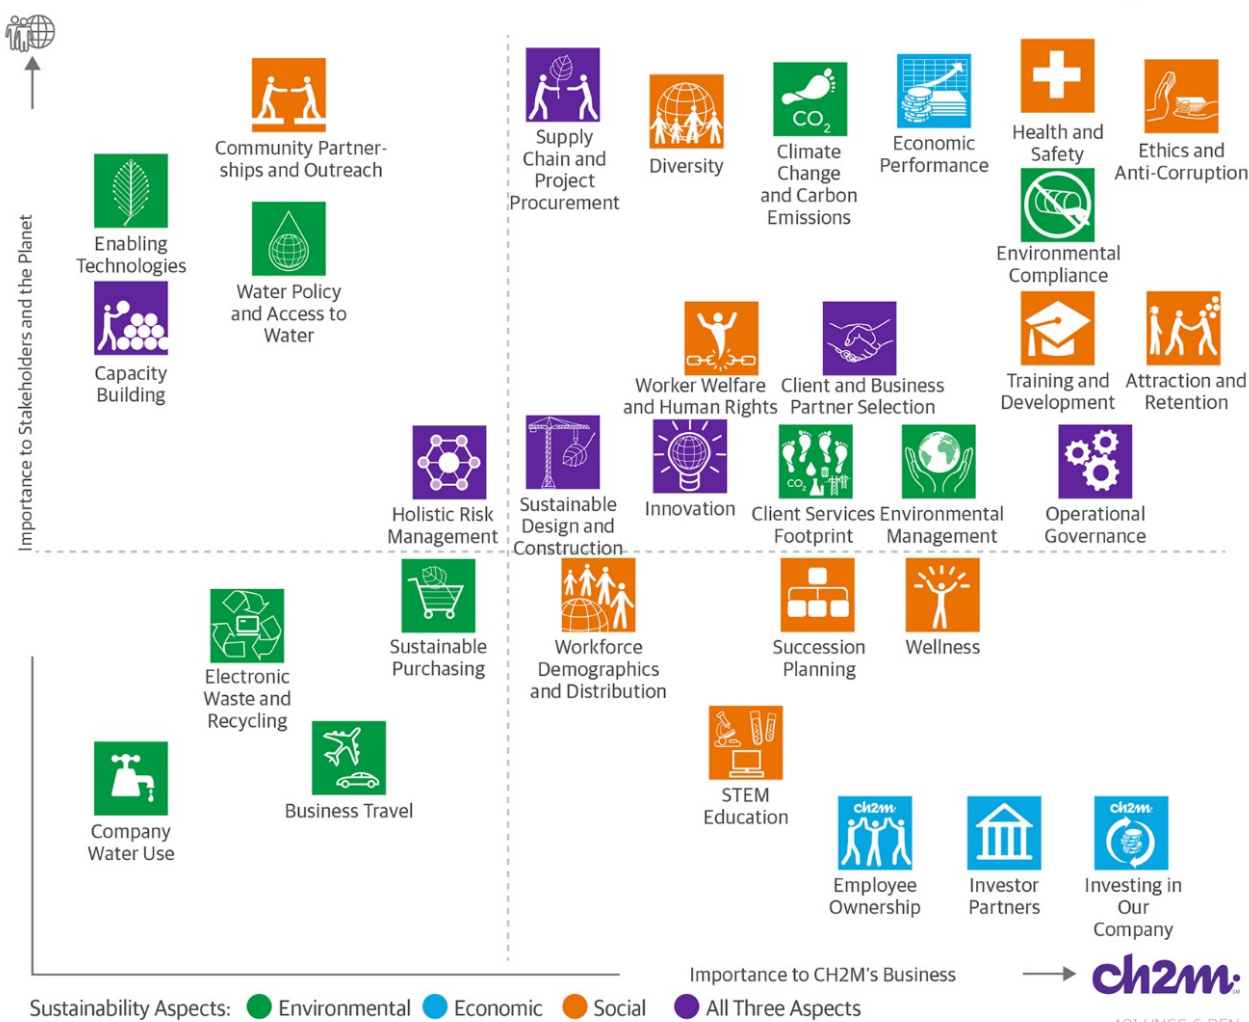 Community Partner-
ships and Outreach
Supply
Chain and
Project
Procurement
Diversity
CO2
Climate
Change
and Carbon
Emissions
Economic
Performance
Health and
Safety
Ethics and
Anti-Corruption
Enabling
Technologies
Water Policy
and Access to
Water
Environmental
Compliance
Capacity
Building
Worker Welfare
and Human Rights
Client and Business
Partner Selection
Training and
Development
Attraction and
Retention
Importance to Stakeholders and the Planet
Holistic Risk
Management
Sustainable
Design and
Construction
Innovation
CO2
Client Services
Footprint
Environmental
Management
Operational
Governance
Electronic
Waste and
Recycling
Sustainable
Purchasing
Workforce
Demographics
and Distribution
Succession
Planning
Wellness
Company
Water Use
Business Travel
STEM
Education
ch2m:
Employee
Ownership
Investor
Partners
ch2m:
Investing in
Our
Company
Importance to CH2M's Business
ch2m:
Sustainability Aspects: Environmental Economic Social All Three Aspects